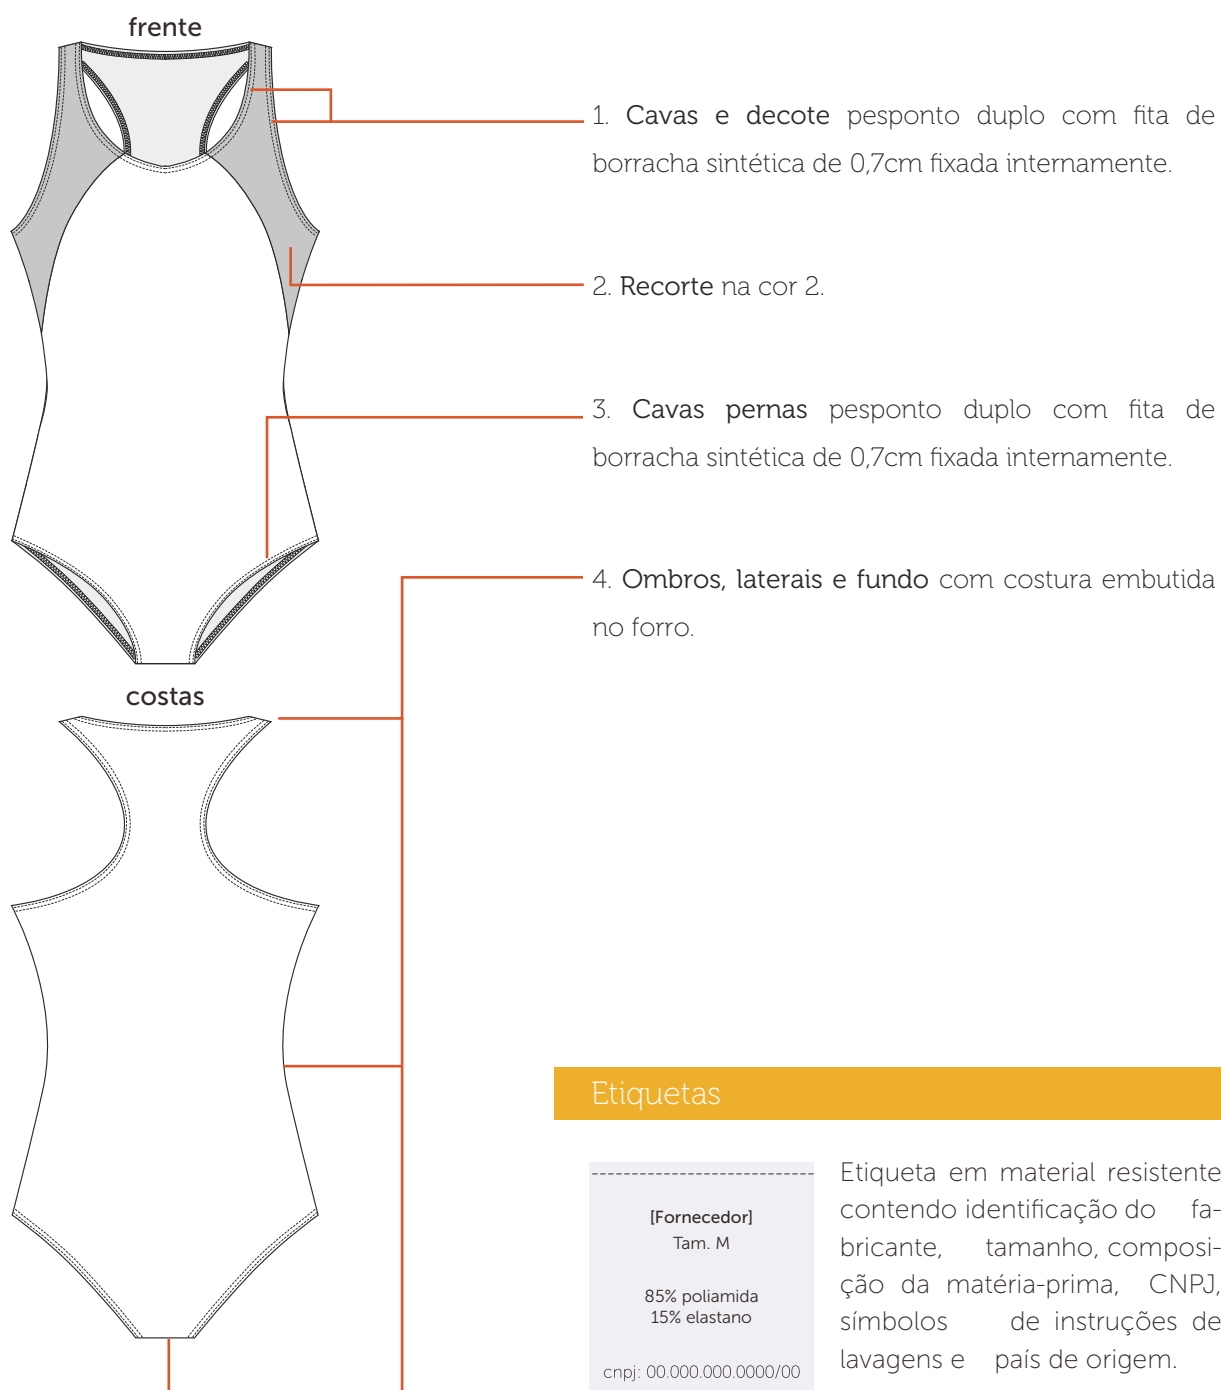 frente
1. Cavas e decote pesponto duplo com fita de
borracha sintética de 0,7cm fixada internamente.
2. Recorte na cor 2.
3. Cavas pernas pesponto duplo com fita de
borracha sintética de 0,7cm fixada internamente.
4. Ombros, laterais e fundo com costura embutida
no forro.
costas
Etiquetas
[Fornecedor]
Tam. M
85% poliamida
15% elastano
cnpj: 00.000.000.0000/00
Etiqueta em material resistente
contendo identificação do fa-
bricante, tamanho, composi-
ção da matéria-prima, CNPJ,
símbolos de instruções de
lavagens e país de origem.